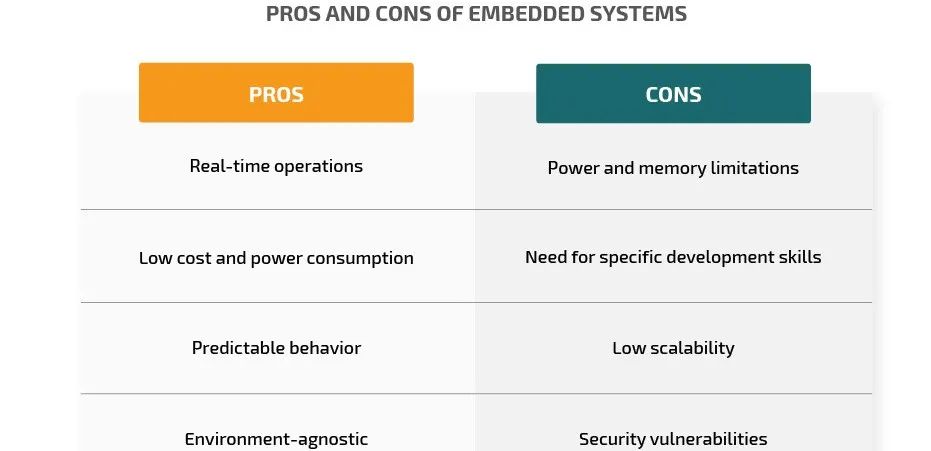 PROS AND CONS OF EMBEDDED SYSTEMS
PROS
CONS
Real-time operations
Power and memory limitations
Low cost and power consumption
Need for specific development skills
Predictable behavior
Low scalability
Environment-agnostic
Security vulnerabilities